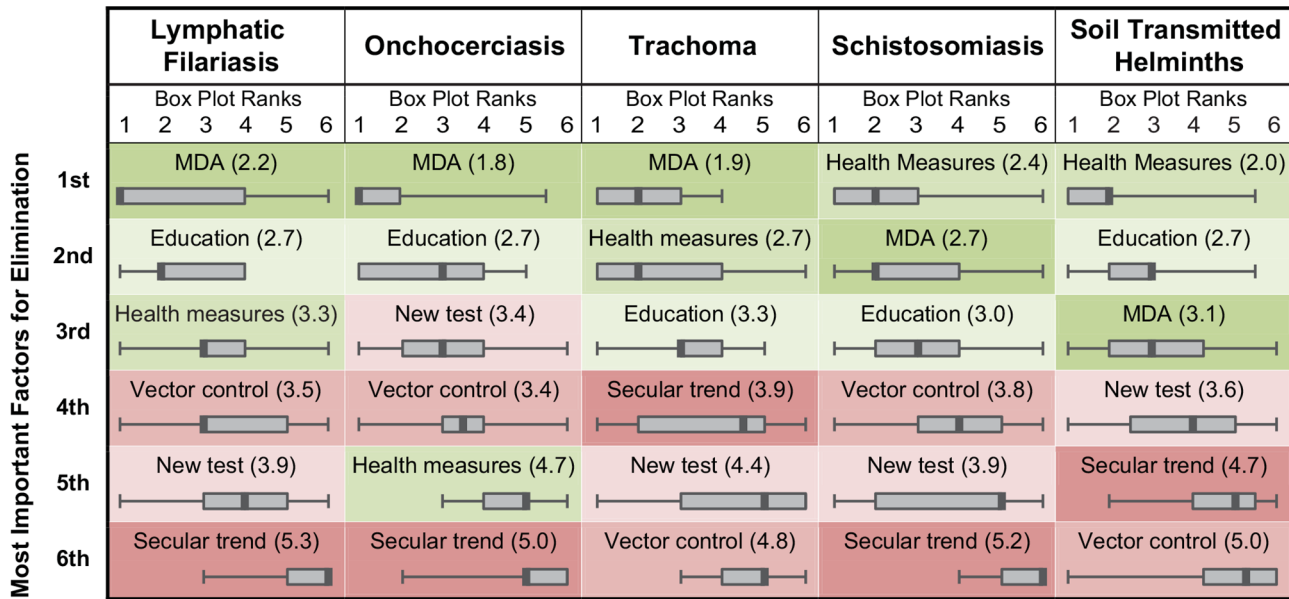 Lymphatic
Filariasis
Onchocerciasis
Trachoma
Schistosomiasis
Soil Transmitted
Helminths
Box Plot Ranks
1 2 3 4 5 6
Box Plot Ranks
1 2 3 4 5 6
Box Plot Ranks
1 2 3 4 5 6
Box Plot Ranks
1 2 3 4 5 6
Box Plot Ranks
1 2 3 4 5 6
Most Important Factors for Elimination
1st
MDA (2.2)
MDA (1.8)
MDA (1.9)
Health Measures (2.4)
Health Measures (2.0)
2nd
Education (2.7)
Education (2.7)
Health measures (2.7)
MDA (2.7)
Education (2.7)
3rd
Health measures (3.3)
New test (3.4)
Education (3.3)
Education (3.0)
MDA (3.1)
4th
Vector control (3.5)
Vector control (3.4)
Secular trend (3.9)
Vector control (3.8)
New test (3.6)
5th
New test (3.9)
Health measures (4.7)
New test (4.4)
New test (3.9)
Secular trend (4.7)
6th
Secular trend (5.3)
Secular trend (5.0)
Vector control (4.8)
Secular trend (5.2)
Vector control (5.0)